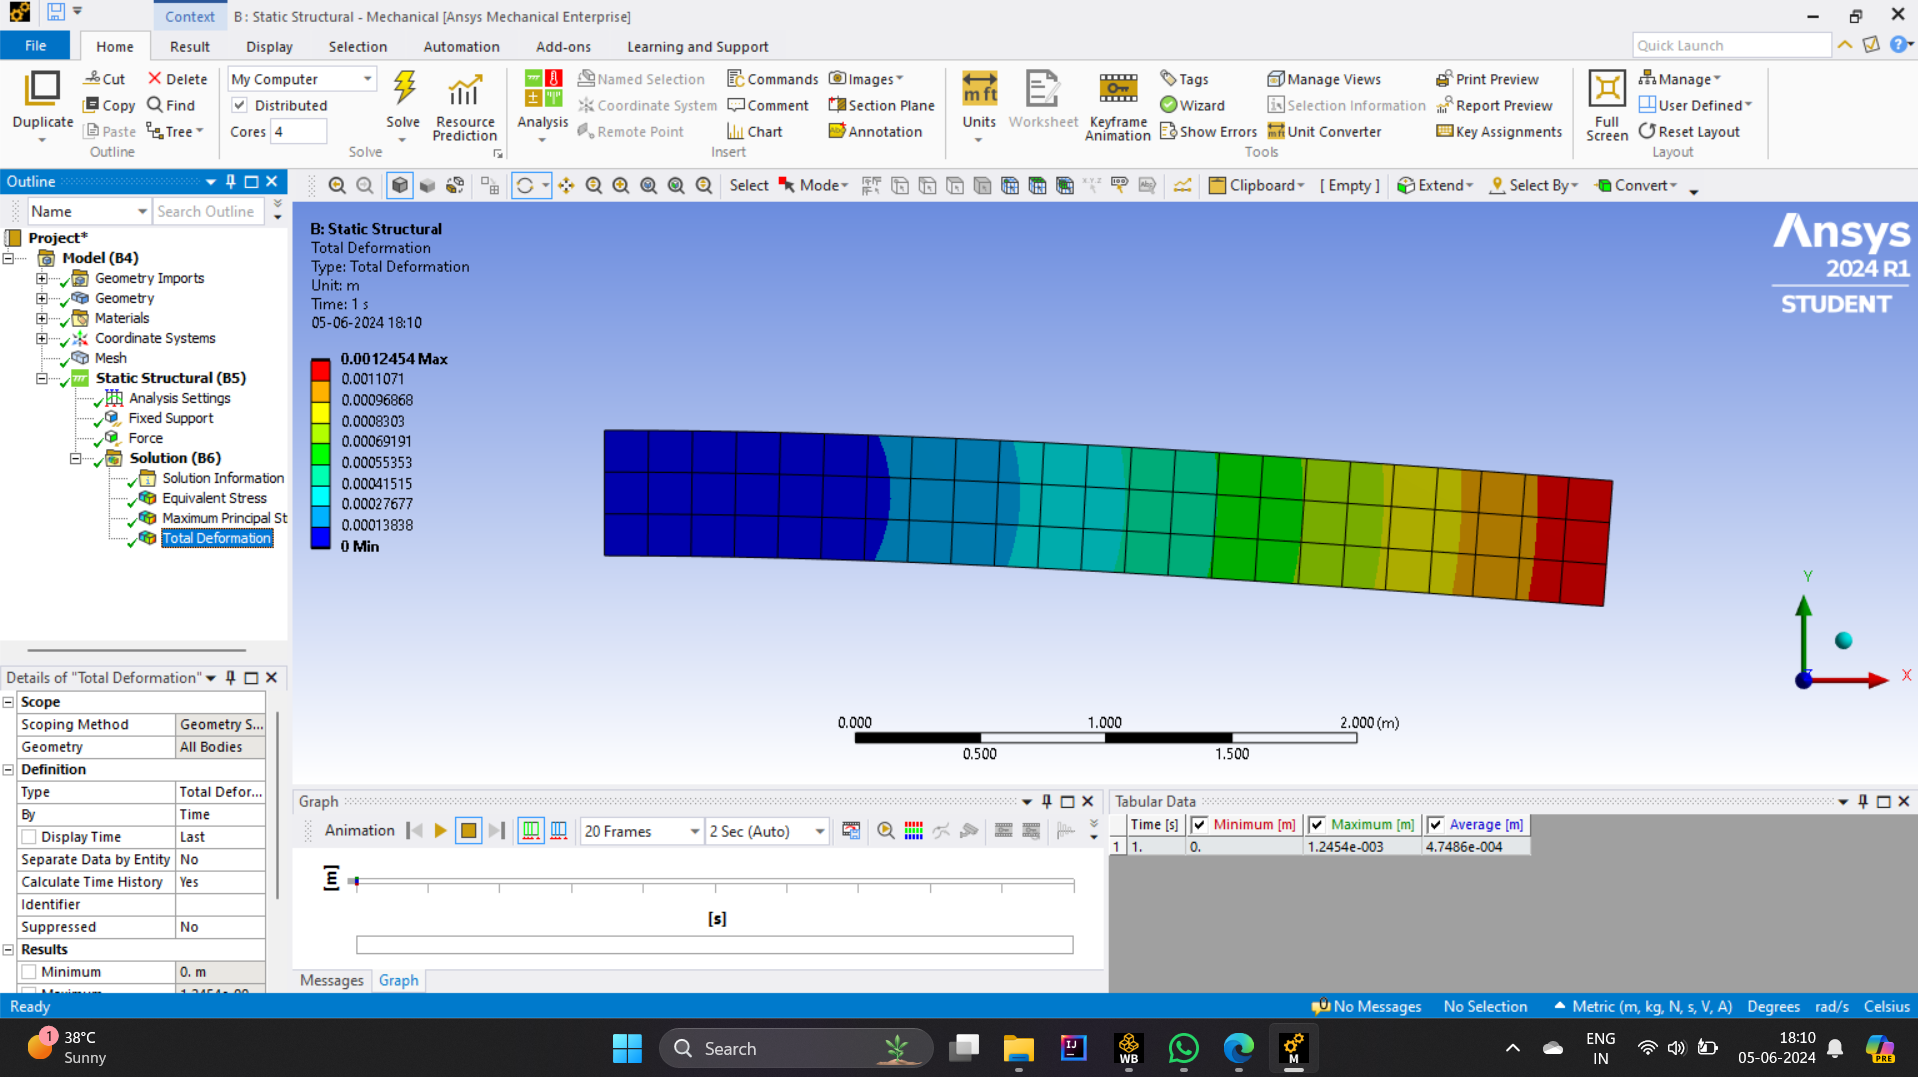 Context
B : Static Structural - Mechanical [Ansys Mechanical Enterprise]
File
Home
Result
Display
Selection
Automation
Add-ons
Learning and Support
Quick Launch
Duplicate
Cut
Copy
Paste
Delete
Find
Tree
Outline
My Computer
Distributed
Cores 4
Solve
Resource
Prediction
Solve
Analysis
Named Selection
Coordinate System
Remote Point
Commands
Comment
Chart
Images
Section Plane
Annotation
Insert
Units
Worksheet
Keyframe
Animation
Tags
Wizard
Show Errors
Manage Views
Selection Information
Unit Converter
Print Preview
Report Preview
Key Assignments
Tools
Full
Screen
Manage
User Defined
Reset Layout
Layout
Outline
Name
Search Outline
Select
Mode
Clipboard
[ Empty ]
Extend
Select By
Convert
Project*
Model (B4)
Geometry Imports
Geometry
Materials
Coordinate Systems
Mesh
Static Structural (B5)
Analysis Settings
Fixed Support
Force
Solution (B6)
Solution Information
Equivalent Stress
Maximum Principal St
Total Deformation
B: Static Structural
Total Deformation
Type: Total Deformation
Unit: m
Time: 1 s
05-06-2024 18:10
0.0012454 Max
0.0011071
0.00096868
0.0008303
0.00069191
0.00055353
0.00041515
0.00027677
0.00013838
0 Min
Ansys
2024 R1
STUDENT
Y
X
Z
0.000
1.000
2.000 (m)
0.500
1.500
Details of "Total Deformation"
Scope
Scoping Method Geometry S...
Geometry All Bodies
Definition
Type Total Defor...
By Time
Display Time Last
Separate Data by Entity No
Calculate Time History Yes
Identifier
Suppressed No
Results
Minimum 0. m
Graph
Animation
20 Frames
2 Sec (Auto)
[m]
[s]
Messages
Graph
Tabular Data
Time [s] Minimum [m] Maximum [m] Average [m]
1 1. 0. 1.2454e-003 4.7486e-004
Ready
No Messages
No Selection
Metric (m, kg, N, s, V, A)
Degrees
rad/s
Celsius
1
38°C
Sunny
Search
IJ
WB
M
ENG
IN
18:10
05-06-2024
PRE